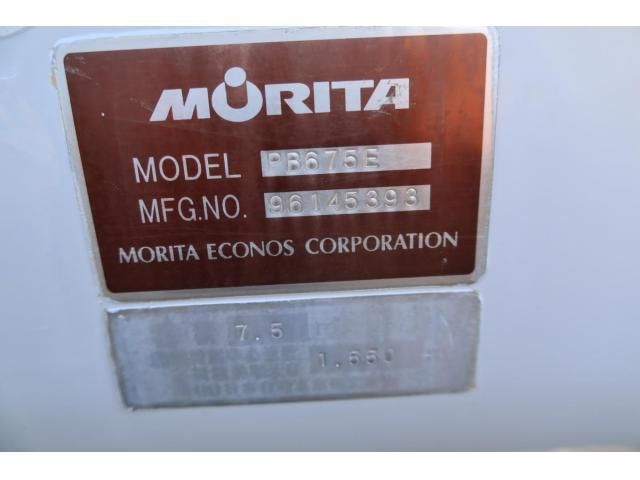 MORITA
MODEL PB675E
MFG.NO. 96145393
MORITA ECONOS CORPORATION
7.5
1.550